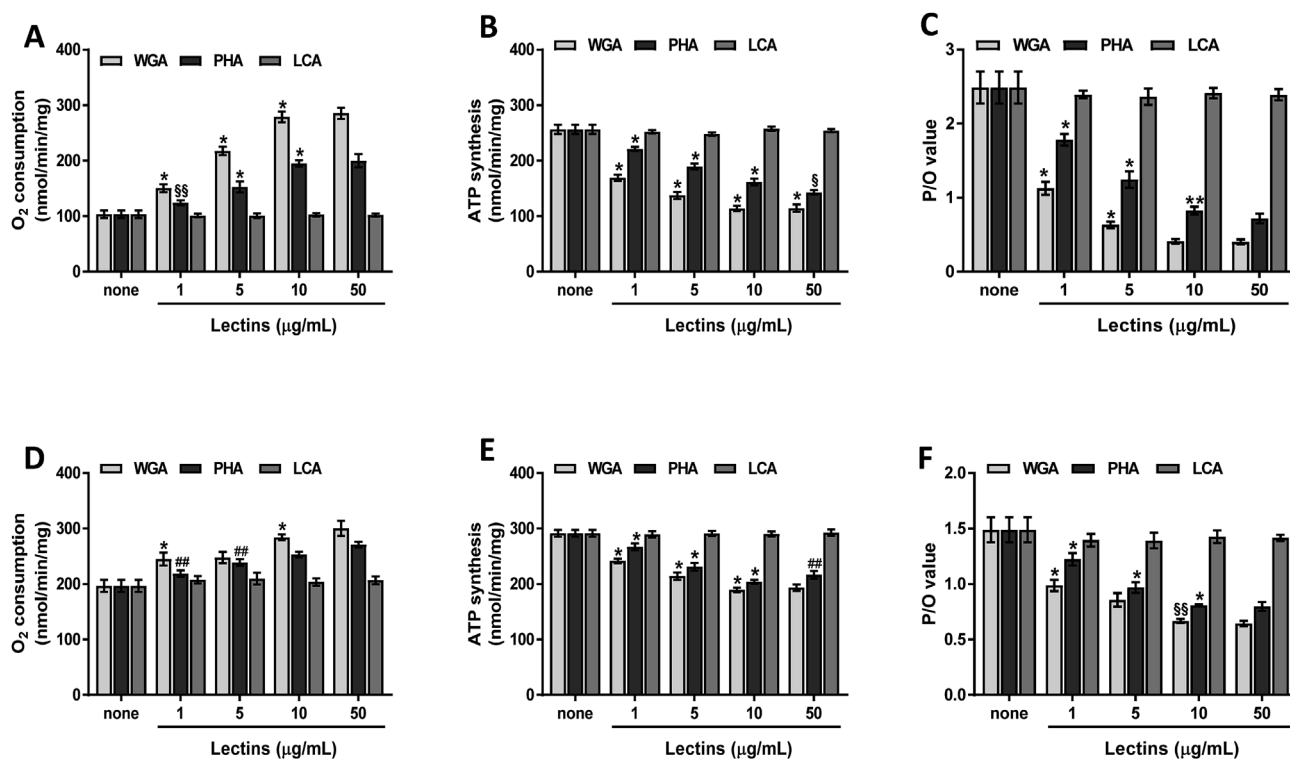 A
WGA PHA LCA
O2 consumption
(nmol/min/mg)
400
300
200
100
0
* * *
§§ * *
none 1 5 10 50
Lectins (μg/mL)
B
WGA PHA LCA
ATP synthesis
(nmol/min/mg)
400
300
200
100
0
* * * * * * * §
none 1 5 10 50
Lectins (μg/mL)
C
WGA PHA LCA
P/O value
3
2
1
0
* * * * **
none 1 5 10 50
Lectins (μg/mL)
D
WGA PHA LCA
O2 consumption
(nmol/min/mg)
400
300
200
100
0
* ## ## *
none 1 5 10 50
Lectins (μg/mL)
E
WGA PHA LCA
ATP synthesis
(nmol/min/mg)
400
300
200
100
0
* * * * * * ##
none 1 5 10 50
Lectins (μg/mL)
F
WGA PHA LCA
P/O value
2.0
1.5
1.0
0.5
0.0
* * * §§ *
none 1 5 10 50
Lectins (μg/mL)